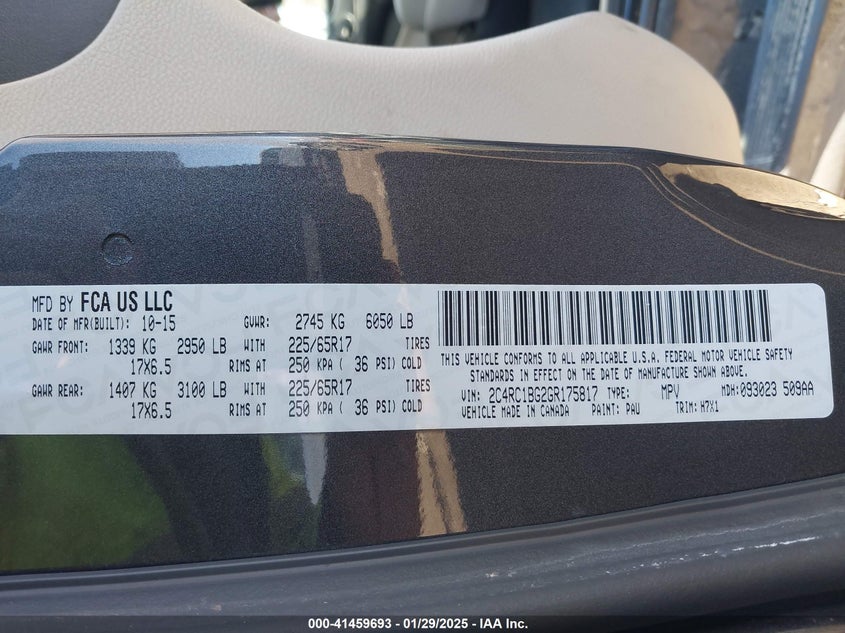 MFD BY FCA US LLC
DATE OF MFR(BUILT): 10-15 GVWR: 2745 KG 6050 LB
GAWR FRONT: 1339 KG 2950 LB WITH 225/65R17 TIRES
17X6.5 RIMS AT 250 KPA ( 36 PSI) COLD
GAWR REAR: 1407 KG 3100 LB WITH 225/65R17 TIRES
17X6.5 RIMS AT 250 KPA ( 36 PSI) COLD
THIS VEHICLE CONFORMS TO ALL APPLICABLE U.S.A. FEDERAL MOTOR VEHICLE SAFETY
STANDARDS IN EFFECT ON THE DATE OF MANUFACTURE SHOWN ABOVE.
VIN: 2C4RC1BG2GR175817 TYPE: MPV MDH:093023 509AA
VEHICLE MADE IN CANADA PAINT: PAU TRIM: H7X1
000-41459693 - 01/29/2025 - IAA Inc.